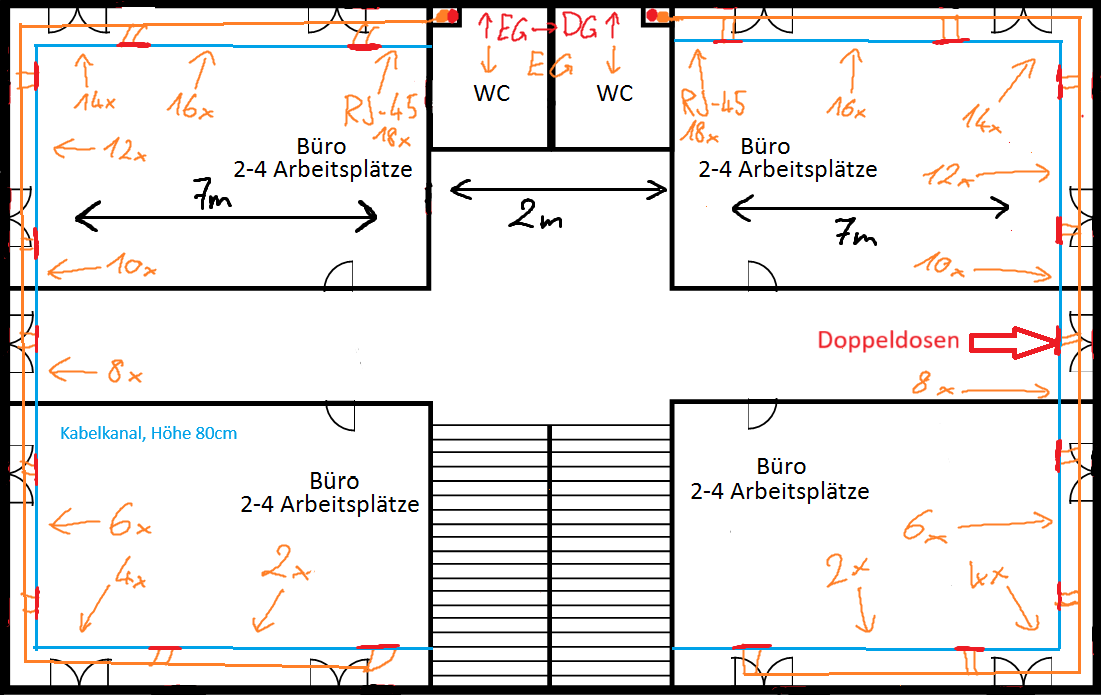 EG → DG
EG
WC
WC
14x
16x
RJ-45
18x
12x
Büro
2-4 Arbeitsplätze
7m
10x
2m
RJ-45
18x
16x
14x
Büro
2-4 Arbeitsplätze
12x
7m
10x
8x
Doppeldosen
8x
Kabelkanal, Höhe 80cm
Büro
2-4 Arbeitsplätze
6x
4x
2x
Büro
2-4 Arbeitsplätze
6x
2x
4x